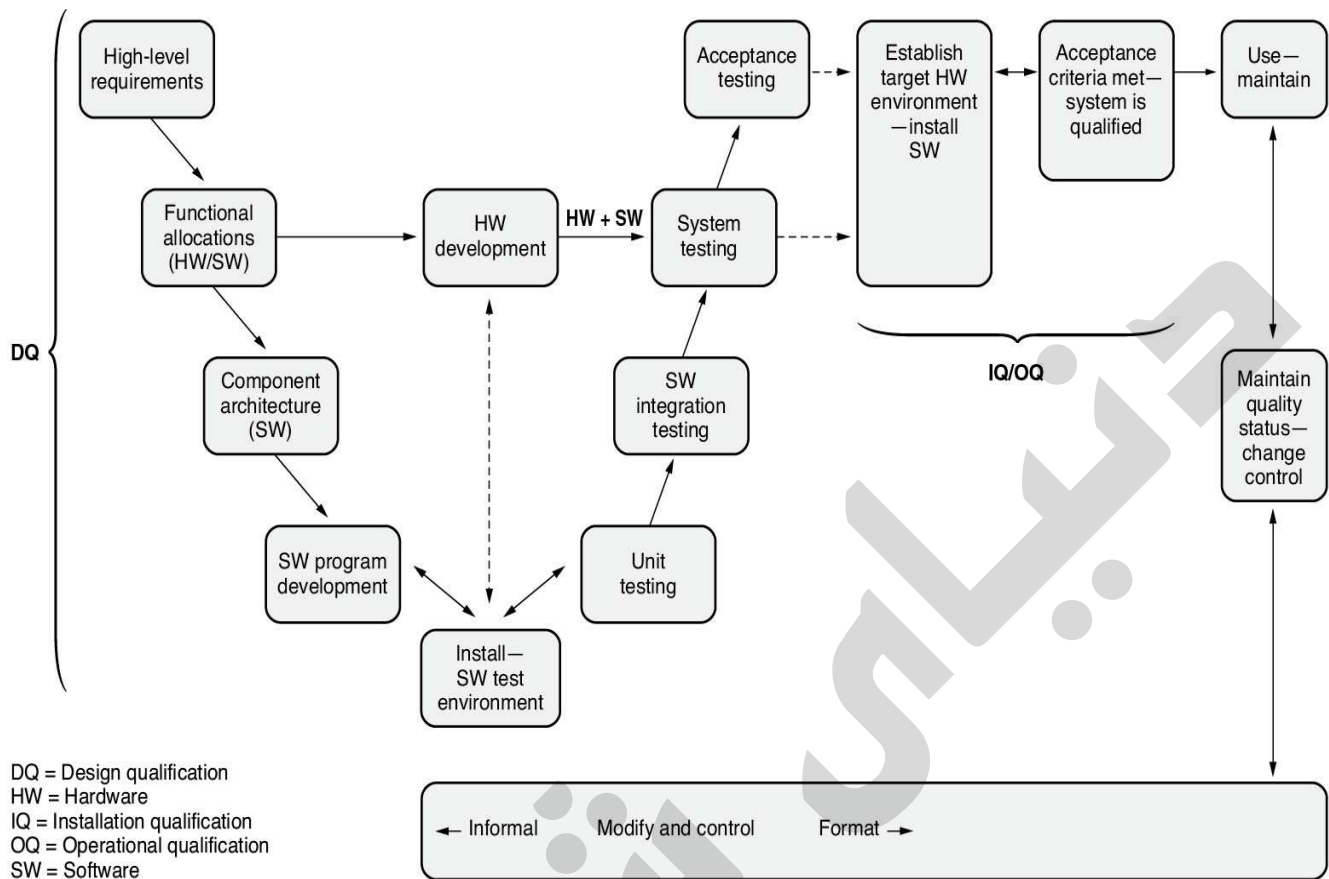 High-level
requirements
Acceptance
testing
Establish
target HW
environment
—install
SW
Acceptance
criteria met—
system is
qualified
Use—
maintain
Functional
allocations
(HW/SW)
HW
development
HW + SW
System
testing
DQ
Component
architecture
(SW)
SW
integration
testing
IQ/OQ
Maintain
quality
status—
change
control
SW program
development
Unit
testing
Install—
SW test
environment
DQ = Design qualification
HW = Hardware
IQ = Installation qualification
OQ = Operational qualification
SW = Software
← Informal Modify and control Format →
دنیای